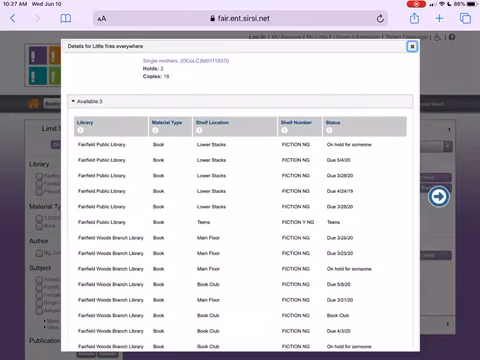 10:27 AM Wed Jun 10
86%
AA
fair.ent.sirsi.net
Details for Little fires everywhere
Single mothers. (OCoLC)fst01119370
Holds: 2
Copies: 18
Available:3
Library Material Type Shelf Location Shelf Number Status
Fairfield Public Library Book Lower Stacks FICTION NG On hold for someone
Fairfield Public Library Book Lower Stacks FICTION NG Due 5/4/20
Fairfield Public Library Book Lower Stacks FICTION NG Due 3/28/20
Fairfield Public Library Book Lower Stacks FICTION NG Due 4/24/19
Fairfield Public Library Book Lower Stacks FICTION NG Due 3/28/20
Fairfield Public Library Book Teens FICTION Y NG Teens
Fairfield Woods Branch Library Book Main Floor FICTION NG Due 3/26/20
Fairfield Woods Branch Library Book Main Floor FICTION NG Due 3/23/20
Fairfield Woods Branch Library Book Main Floor FICTION NG On hold for someone
Fairfield Woods Branch Library Book Book Club FICTION NG Due 5/8/20
Fairfield Woods Branch Library Book Main Floor FICTION NG Due 3/21/20
Fairfield Woods Branch Library Book Book Club FICTION NG Book Club
Fairfield Woods Branch Library Book Book Club FICTION NG Due 4/3/20
Fairfield Woods Branch Library Book Book Club FICTION NG On hold for someone
Library
Material Ty
Author
Subject
Publication